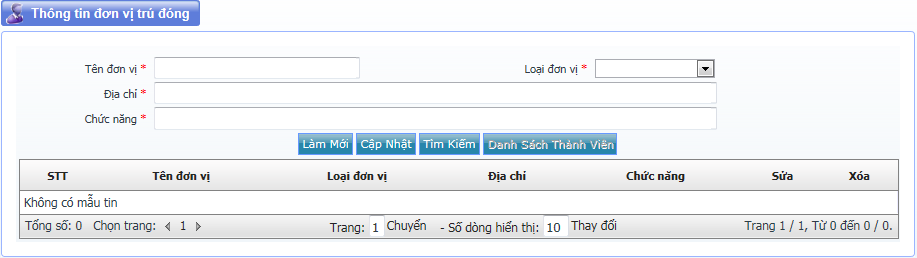 Thông tin đơn vị trú đóng
Tên đơn vị * Loại đơn vị *
Địa chỉ *
Chức năng *
Làm Mới Cập Nhật Tìm Kiếm Danh Sách Thành Viên
STT Tên đơn vị Loại đơn vị Địa chỉ Chức năng Sửa Xóa
Không có mẫu tin
Tổng số: 0 Chọn trang: 1 Trang: 1 Chuyển - Số dòng hiển thị: 10 Thay đổi Trang 1 / 1, Từ 0 đến 0 / 0.